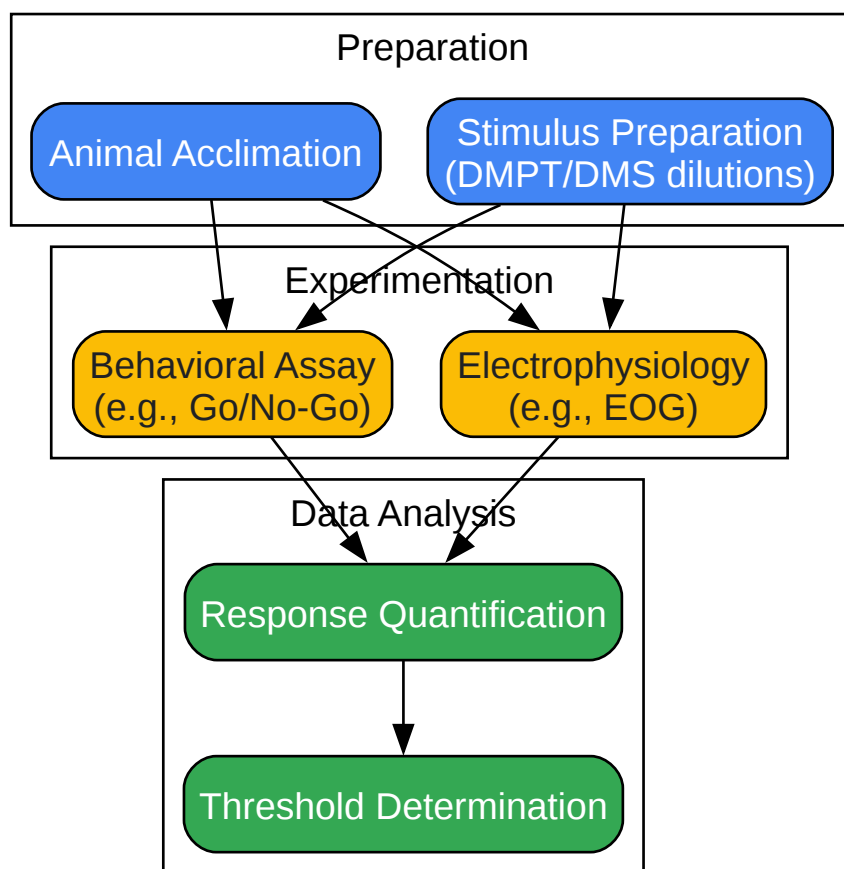 Preparation
Animal Acclimation
Stimulus Preparation
(DMPT/DMS dilutions)
Experimentation
Behavioral Assay
(e.g., Go/No-Go)
Electrophysiology
(e.g., EOG)
Data Analysis
Response Quantification
Threshold Determination